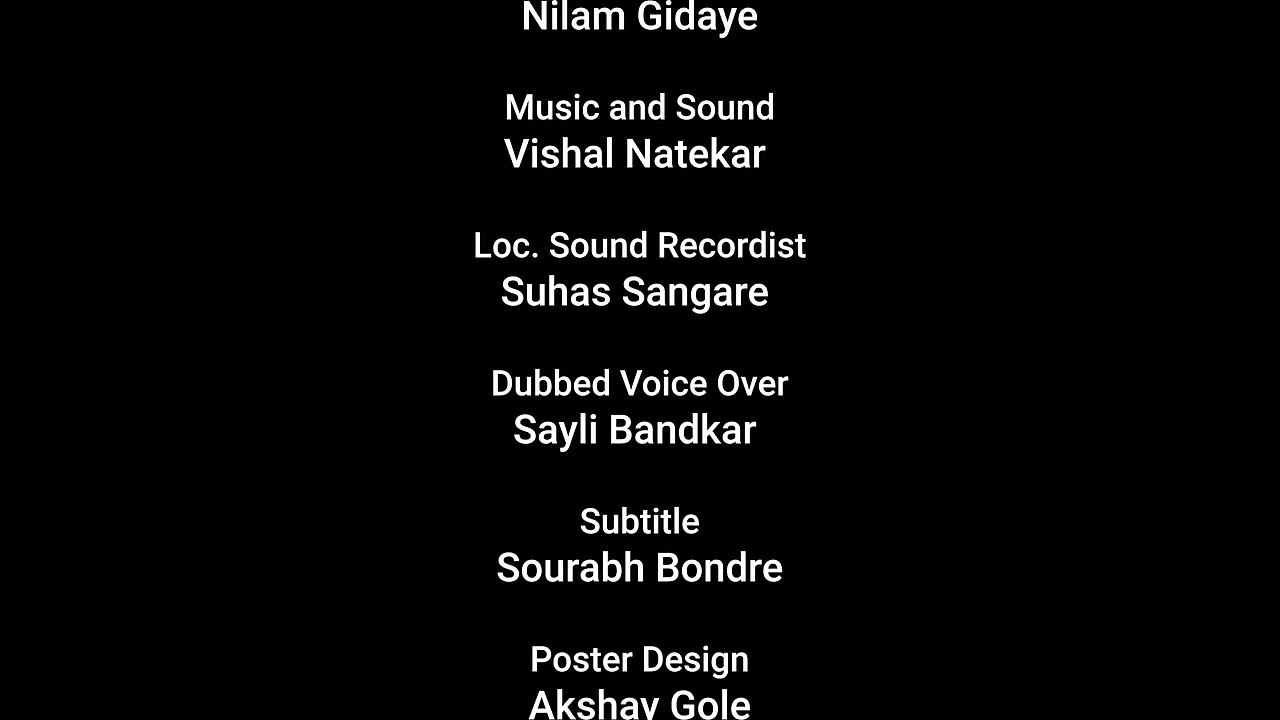 Nilam Gidaye
Music and Sound
Vishal Natekar
Loc. Sound Recordist
Suhas Sangare
Dubbed Voice Over
Sayli Bandkar
Subtitle
Sourabh Bondre
Poster Design
Akshay Gole